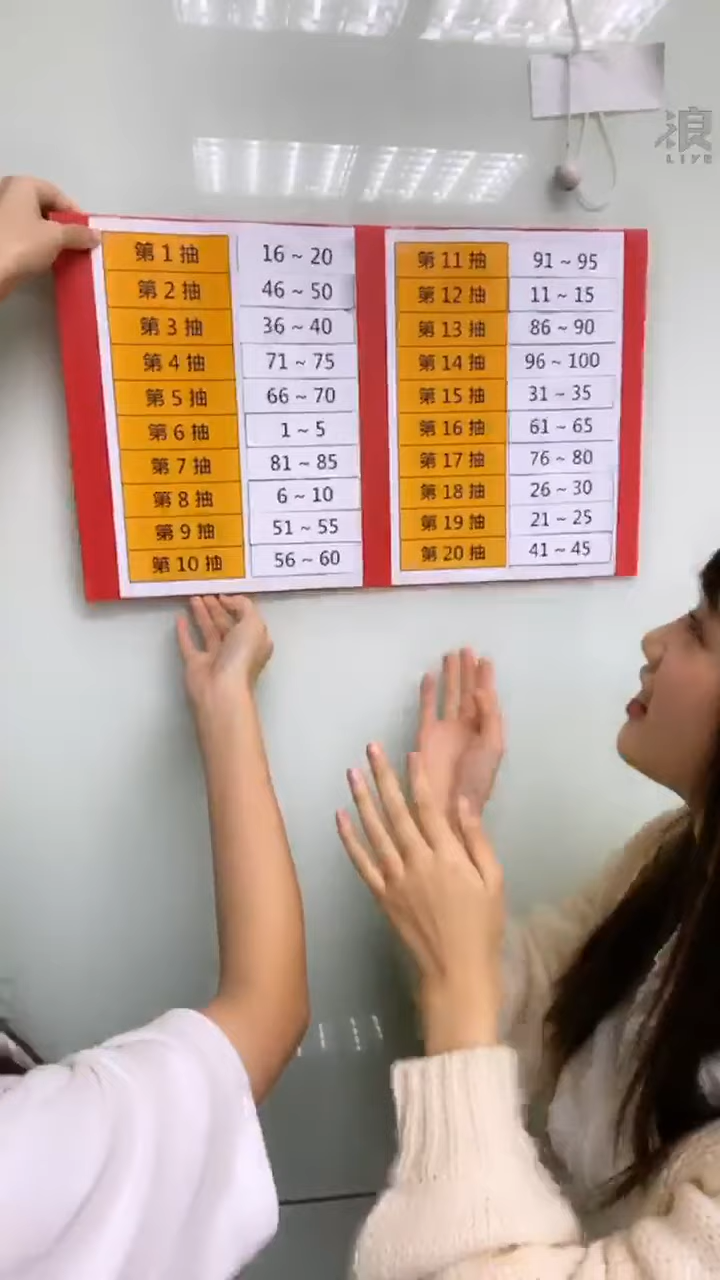 浪
LIVE
第 1 抽 16 ~ 20
第 2 抽 46 ~ 50
第 3 抽 36 ~ 40
第 4 抽 71 ~ 75
第 5 抽 66 ~ 70
第 6 抽 1 ~ 5
第 7 抽 81 ~ 85
第 8 抽 6 ~ 10
第 9 抽 51 ~ 55
第 10 抽 56 ~ 60
第 11 抽 91 ~ 95
第 12 抽 11 ~ 15
第 13 抽 86 ~ 90
第 14 抽 96 ~ 100
第 15 抽 31 ~ 35
第 16 抽 61 ~ 65
第 17 抽 76 ~ 80
第 18 抽 26 ~ 30
第 19 抽 21 ~ 25
第 20 抽 41 ~ 45